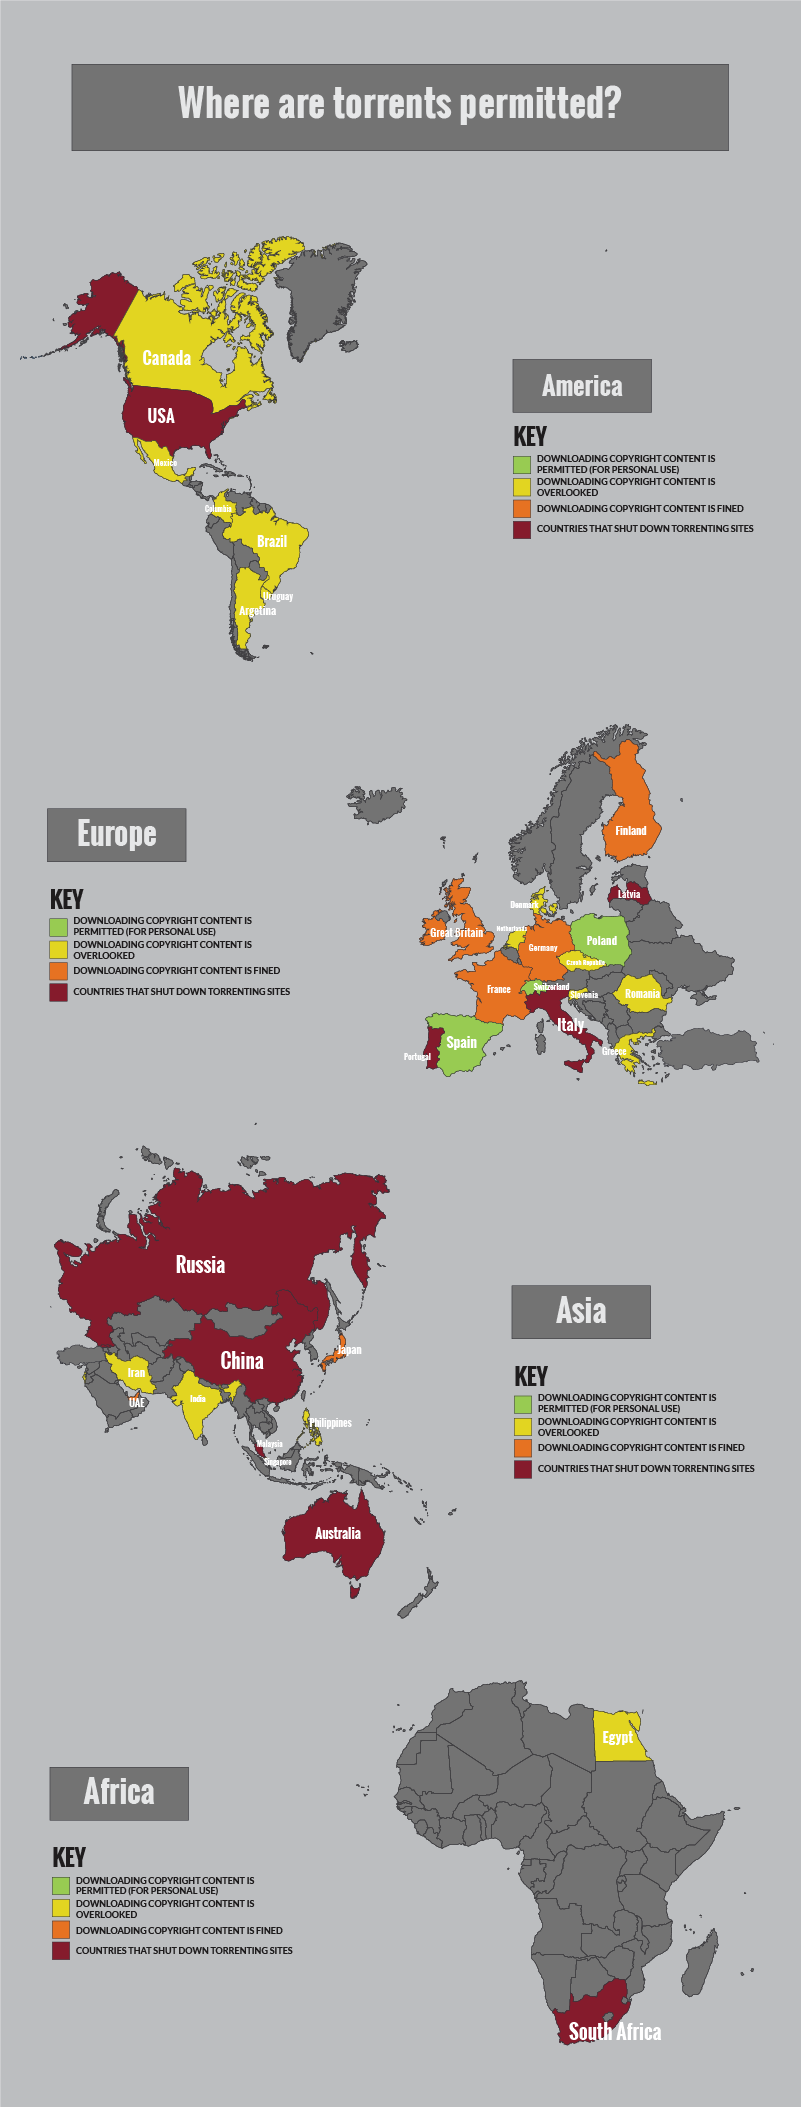 Where are torrents permitted?
Canada
USA
Mexico
Colombia
Brazil
Uruguay
Argetina
America
KEY
DOWNLOADING COPYRIGHT CONTENT IS
PERMITTED (FOR PERSONAL USE)
DOWNLOADING COPYRIGHT CONTENT IS
OVERLOOKED
DOWNLOADING COPYRIGHT CONTENT IS FINED
COUNTRIES THAT SHUT DOWN TORRENTING SITES
Europe
KEY
DOWNLOADING COPYRIGHT CONTENT IS
PERMITTED (FOR PERSONAL USE)
DOWNLOADING COPYRIGHT CONTENT IS
OVERLOOKED
DOWNLOADING COPYRIGHT CONTENT IS FINED
COUNTRIES THAT SHUT DOWN TORRENTING SITES
Finland
Latvia
Denmark
Netherlands
Great Britain
Poland
Germany
Czech Republic
Switzerland
France
Slovenia
Romania
Italy
Spain
Greece
Portugal
Russia
China
Japan
Iran
India
UAE
Philippines
Malaysia
Singapore
Australia
Asia
KEY
DOWNLOADING COPYRIGHT CONTENT IS
PERMITTED (FOR PERSONAL USE)
DOWNLOADING COPYRIGHT CONTENT IS
OVERLOOKED
DOWNLOADING COPYRIGHT CONTENT IS FINED
COUNTRIES THAT SHUT DOWN TORRENTING SITES
Africa
KEY
DOWNLOADING COPYRIGHT CONTENT IS
PERMITTED (FOR PERSONAL USE)
DOWNLOADING COPYRIGHT CONTENT IS
OVERLOOKED
DOWNLOADING COPYRIGHT CONTENT IS FINED
COUNTRIES THAT SHUT DOWN TORRENTING SITES
Egypt
South Africa